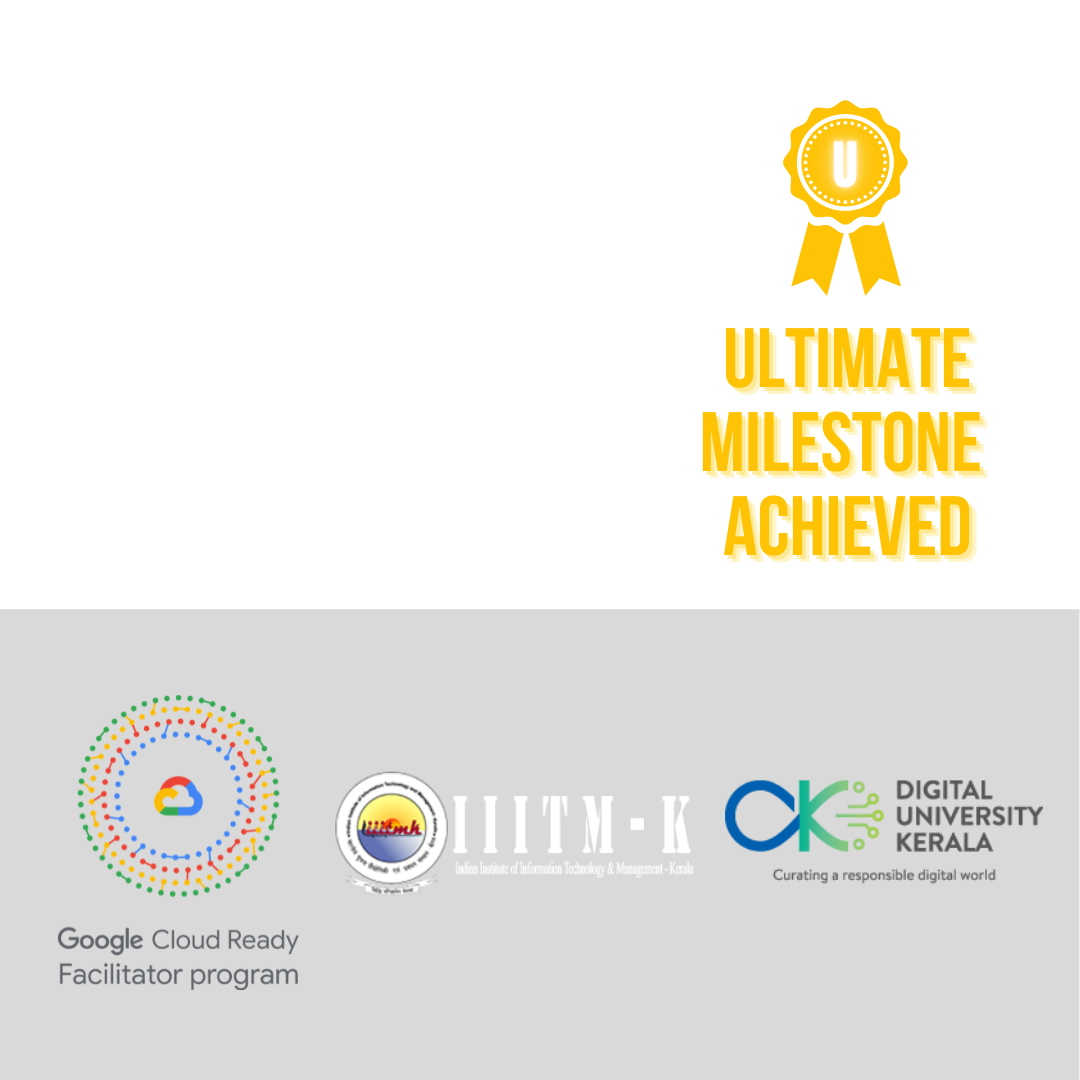 U
ULTIMATE
MILESTONE
ACHIEVED
Google Cloud Ready
Facilitator program
iiitmk
IIITM-K
Indian Institute of Information Technology & Management - Kerala
DIGITAL
UNIVERSITY
KERALA
Curating a responsible digital world